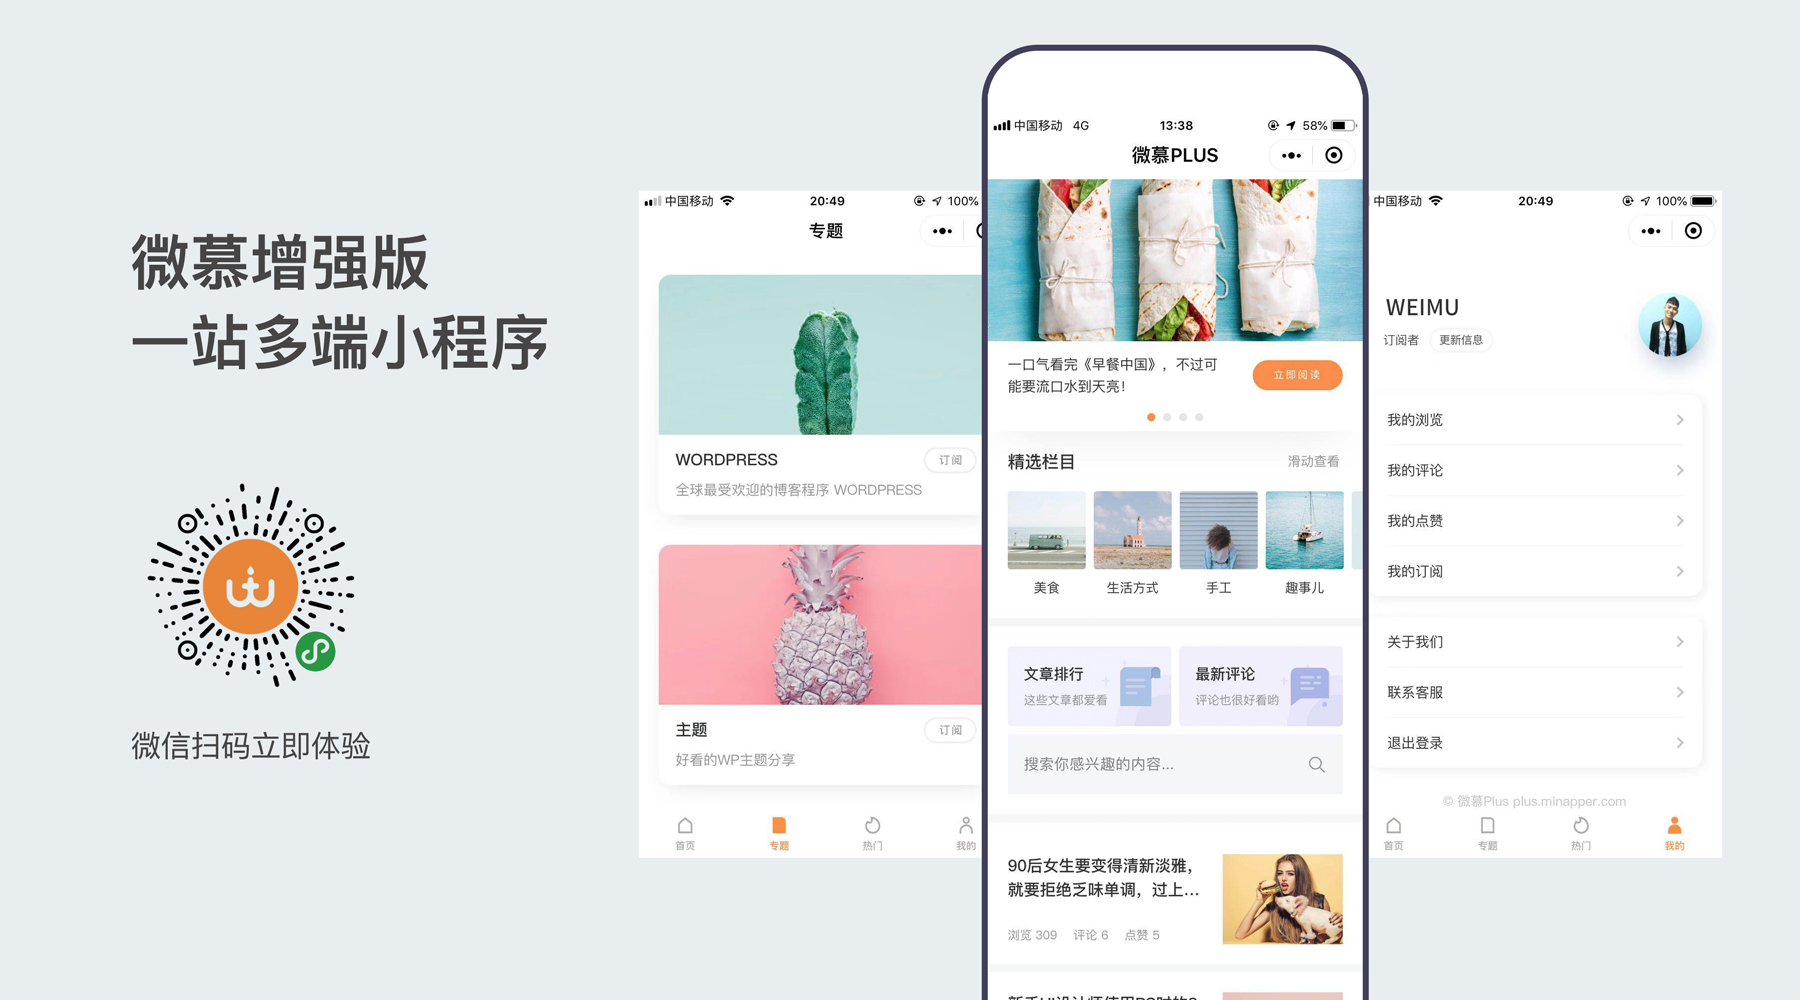 微慕增强版
一站多端小程序
微信扫码立即体验
中国移动 20:49 100%
专题
WORDPRESS 订阅
全球最受欢迎的博客程序 WORDPRESS
主题 订阅
好看的WP主题分享
首页 专题 热门 我的
中国移动 4G 13:38 58%
微慕PLUS
一口气看完《早餐中国》，不过可
能要流口水到天亮！
立即阅读
精选栏目 滑动查看
美食 生活方式 手工 趣事儿
文章排行
这些文章都爱看
最新评论
评论也很好看哟
搜索你感兴趣的内容...
90后女生要变得清新淡雅，
就要拒绝乏味单调，过上...
浏览 309 评论 6 点赞 5
中国移动 20:49 100%
WEIMU
订阅者 更新信息
我的浏览
我的评论
我的点赞
我的订阅
关于我们
联系客服
退出登录
© 微慕Plus plus.minapper.com
首页 专题 热门 我的